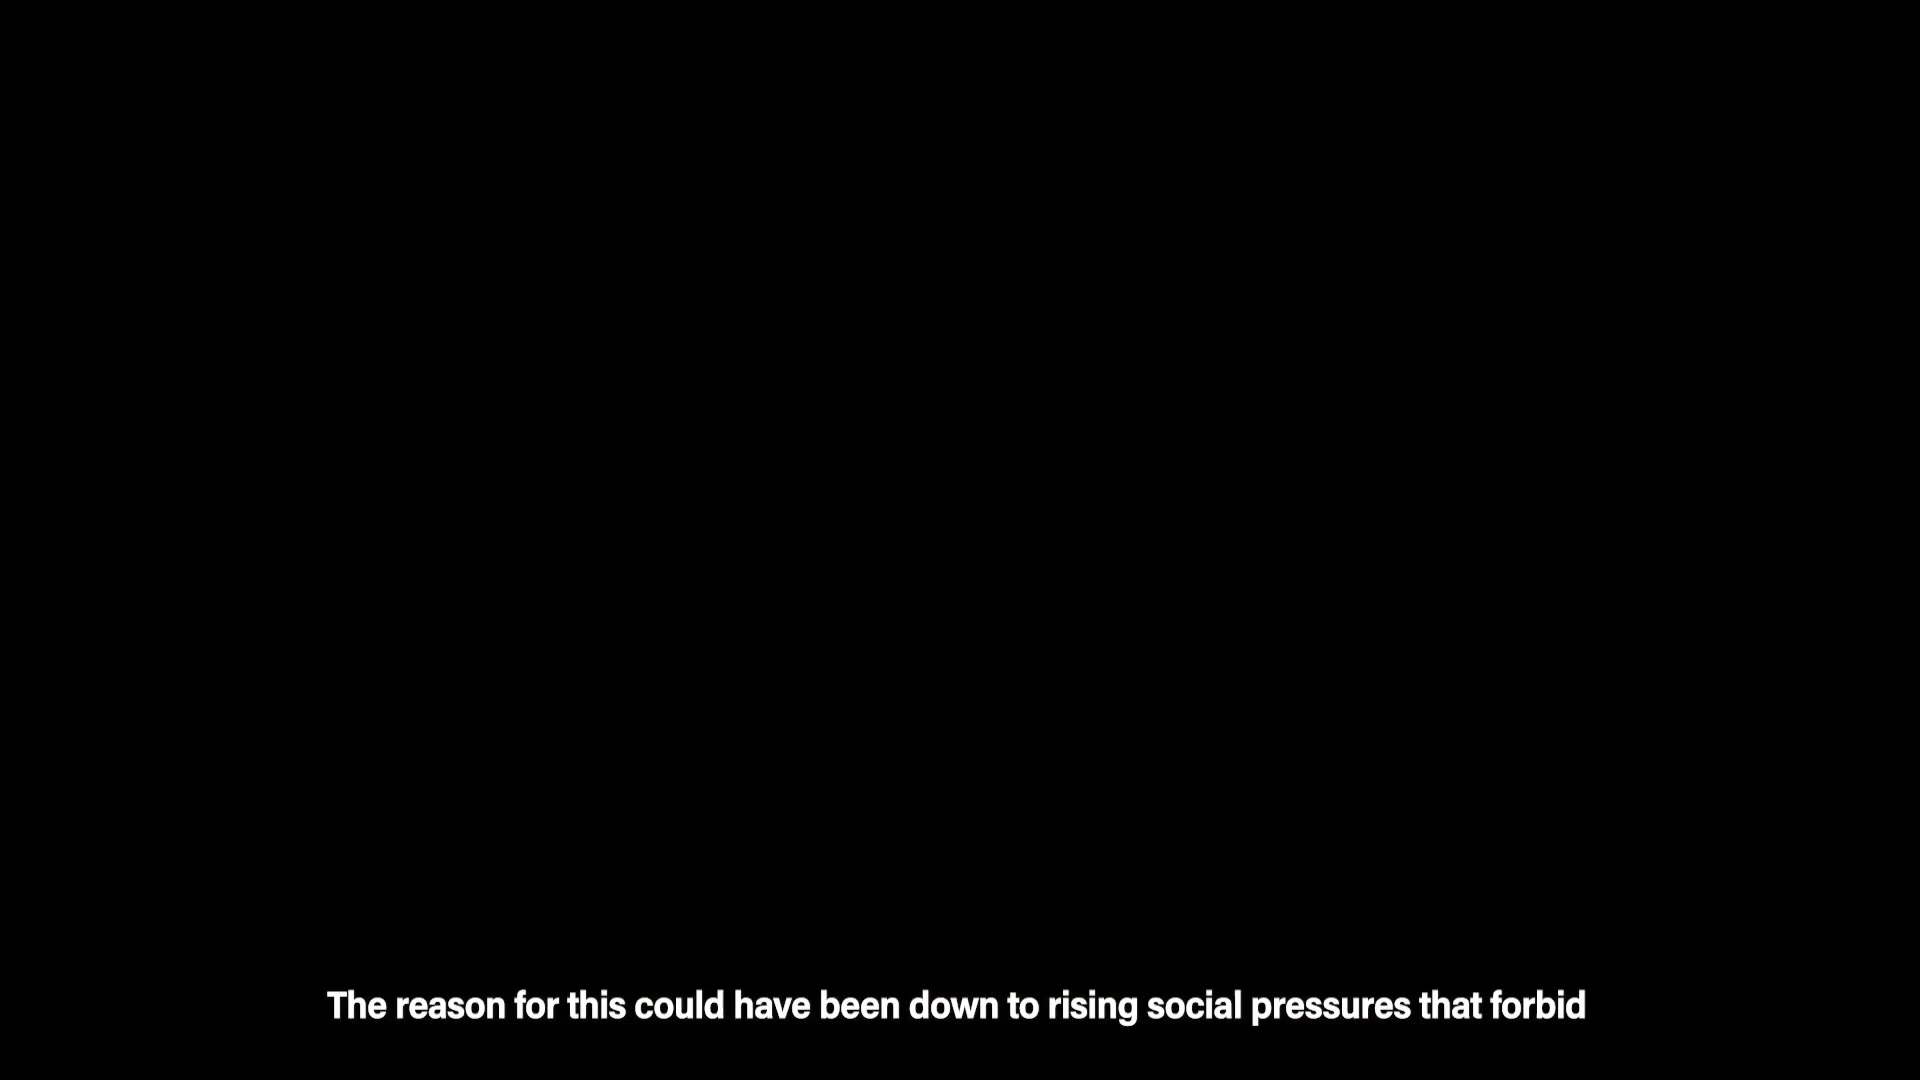 The reason for this could have been down to rising social pressures that forbid